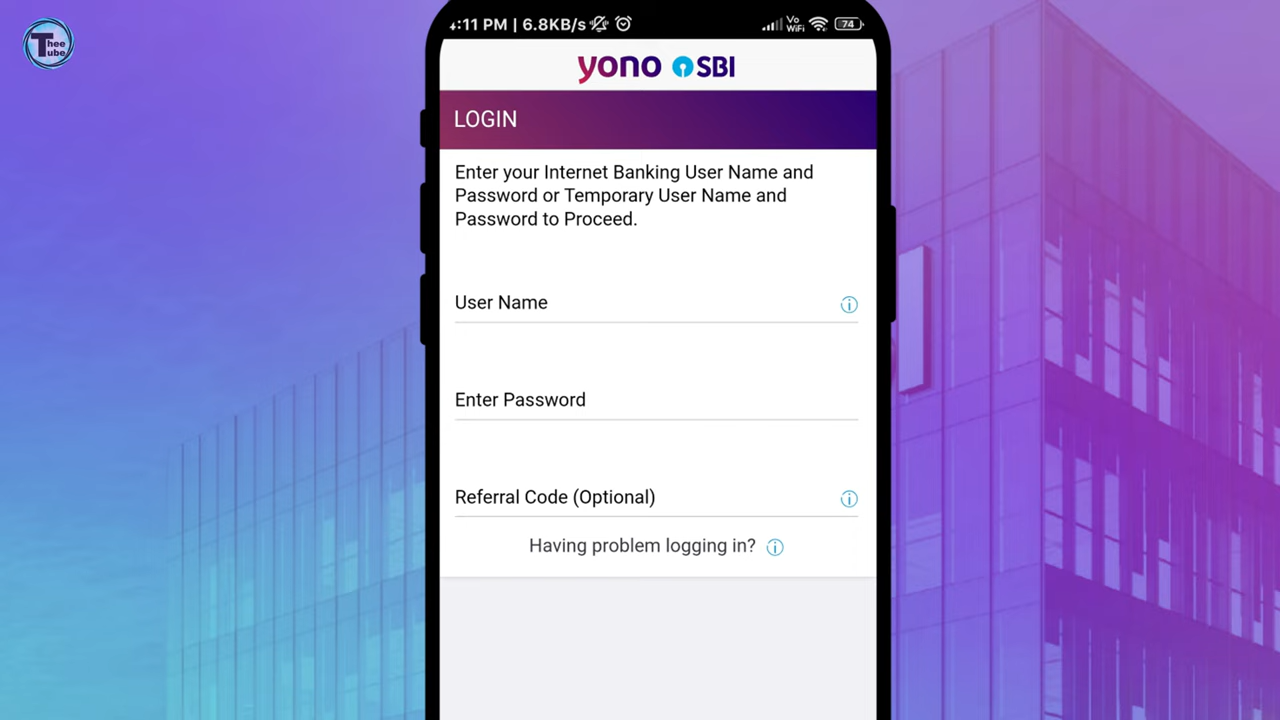 Thee
Tube
4:11 PM | 6.8KB/s
Vo
WiFi
74
yono SBI
LOGIN
Enter your Internet Banking User Name and
Password or Temporary User Name and
Password to Proceed.
User Name
Enter Password
Referral Code (Optional)
Having problem logging in?